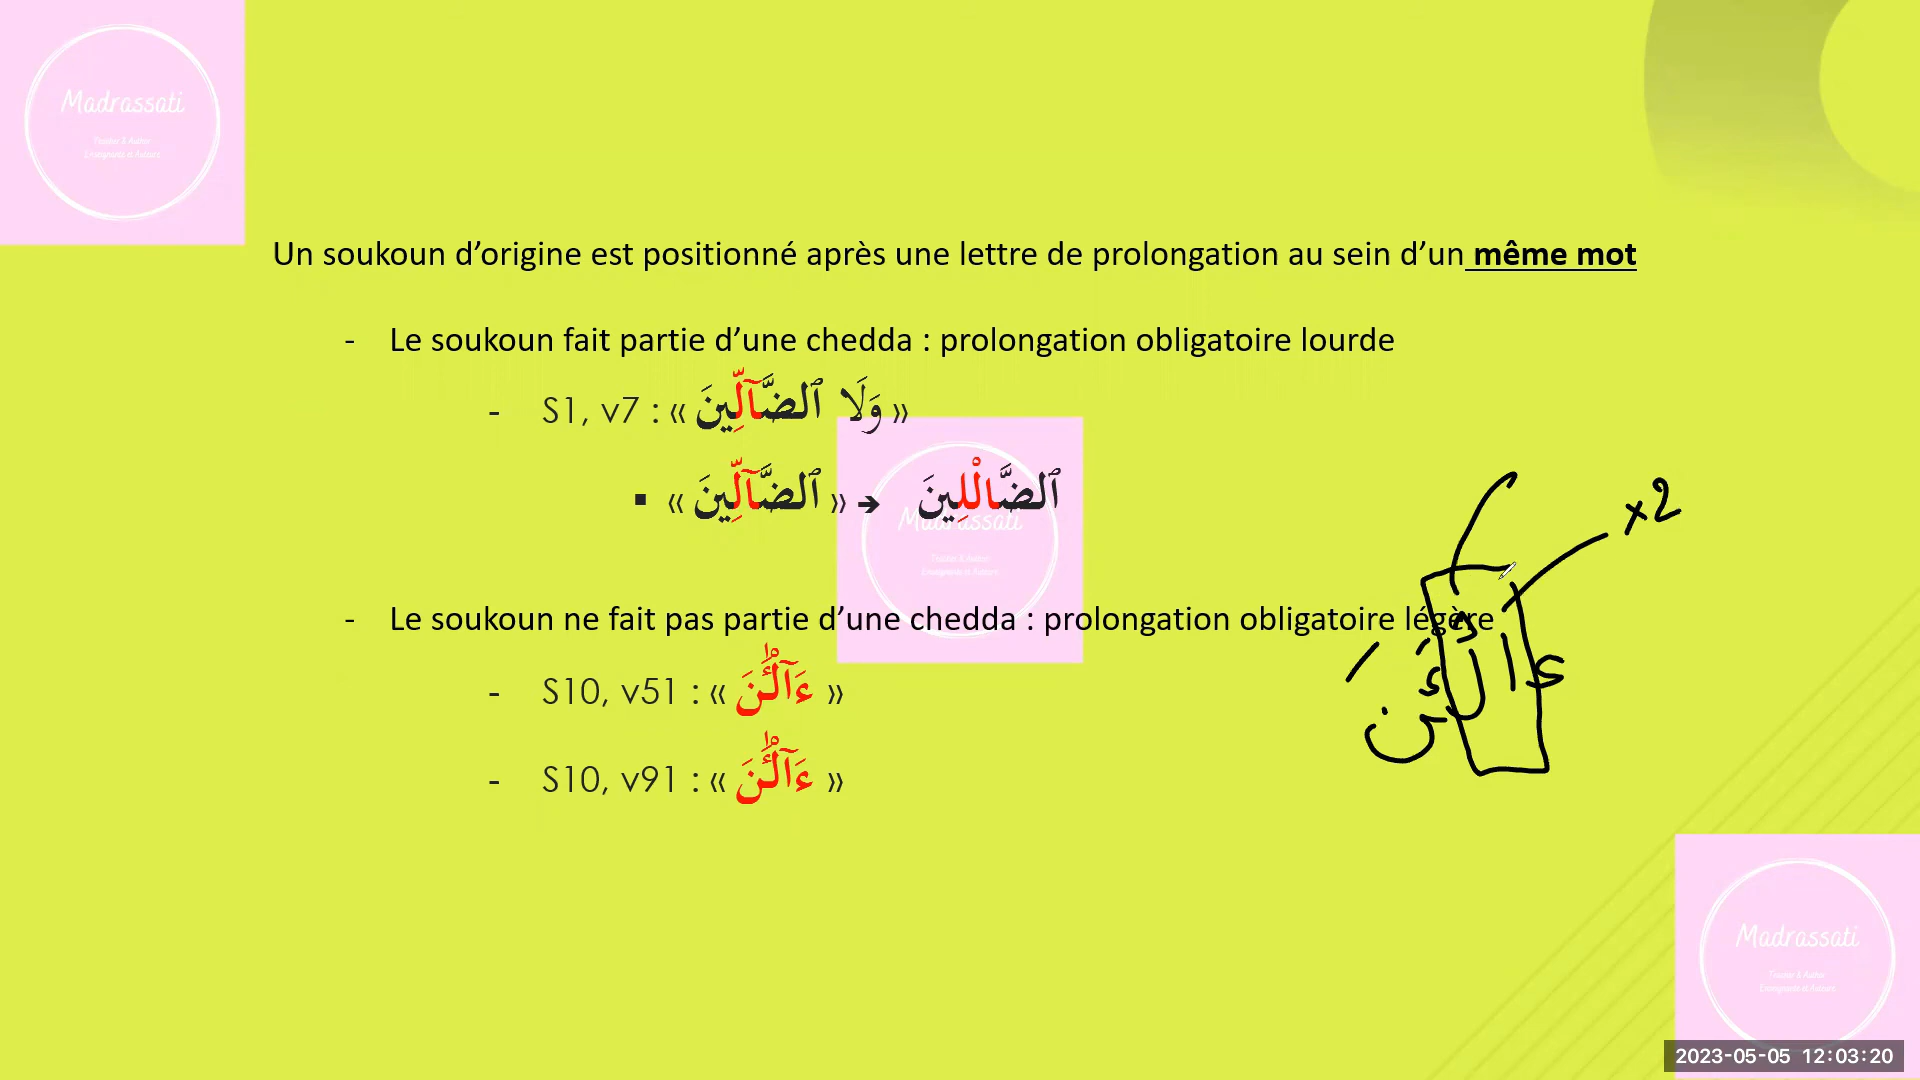 Madrassati
Un soukoun d’origine est positionné après une lettre de prolongation au sein d’un même mot
- Le soukoun fait partie d’une chedda : prolongation obligatoire lourde
- S1, v7 : « وَلَا ٱلضَّآلِّينَ »
▪ « ٱلضَّآلِّينَ » ➔ ٱلضَّالْلِينَ
Madrassati
- Le soukoun ne fait pas partie d’une chedda : prolongation obligatoire légère
- S10, v51 : « ءَآلْـَٰٔنَ »
- S10, v91 : « ءَآلْـَٰٔنَ »
x2
Madrassati
2023-05-05 12:03:20